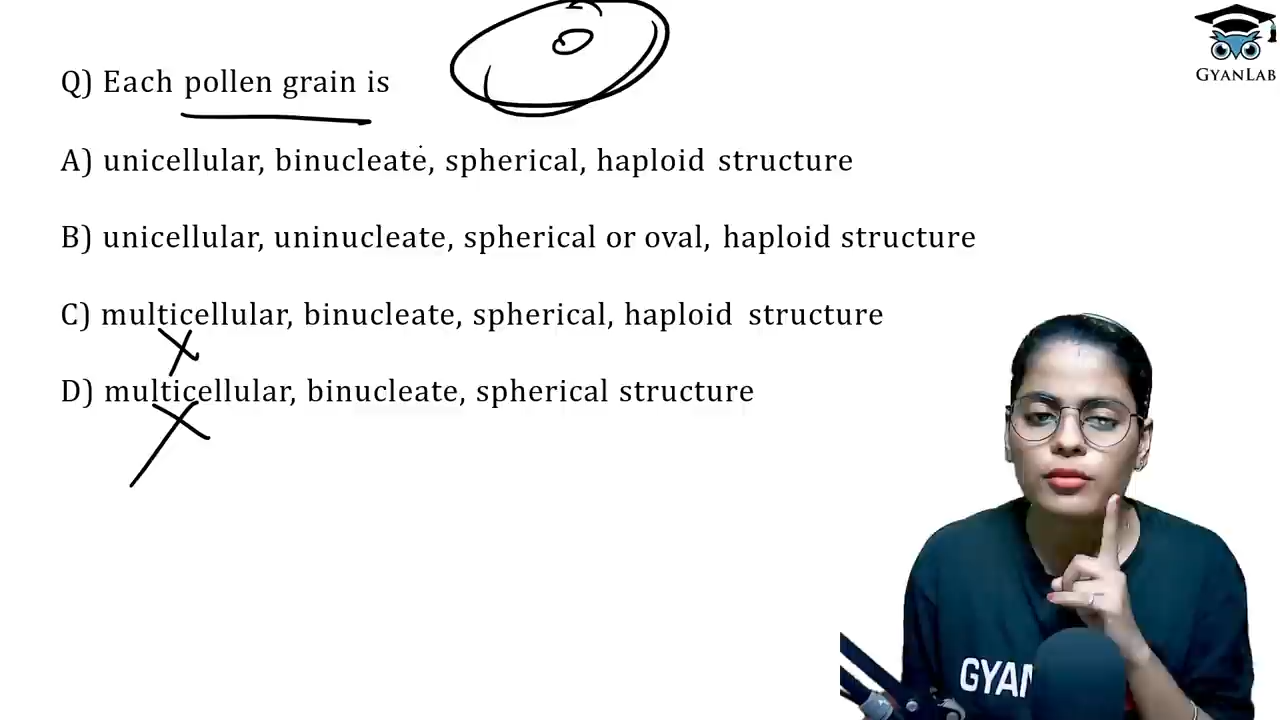 GYANLAB
Q) Each pollen grain is
A) unicellular, binucleate, spherical, haploid structure
B) unicellular, uninucleate, spherical or oval, haploid structure
C) multicellular, binucleate, spherical, haploid structure
D) multicellular, binucleate, spherical structure